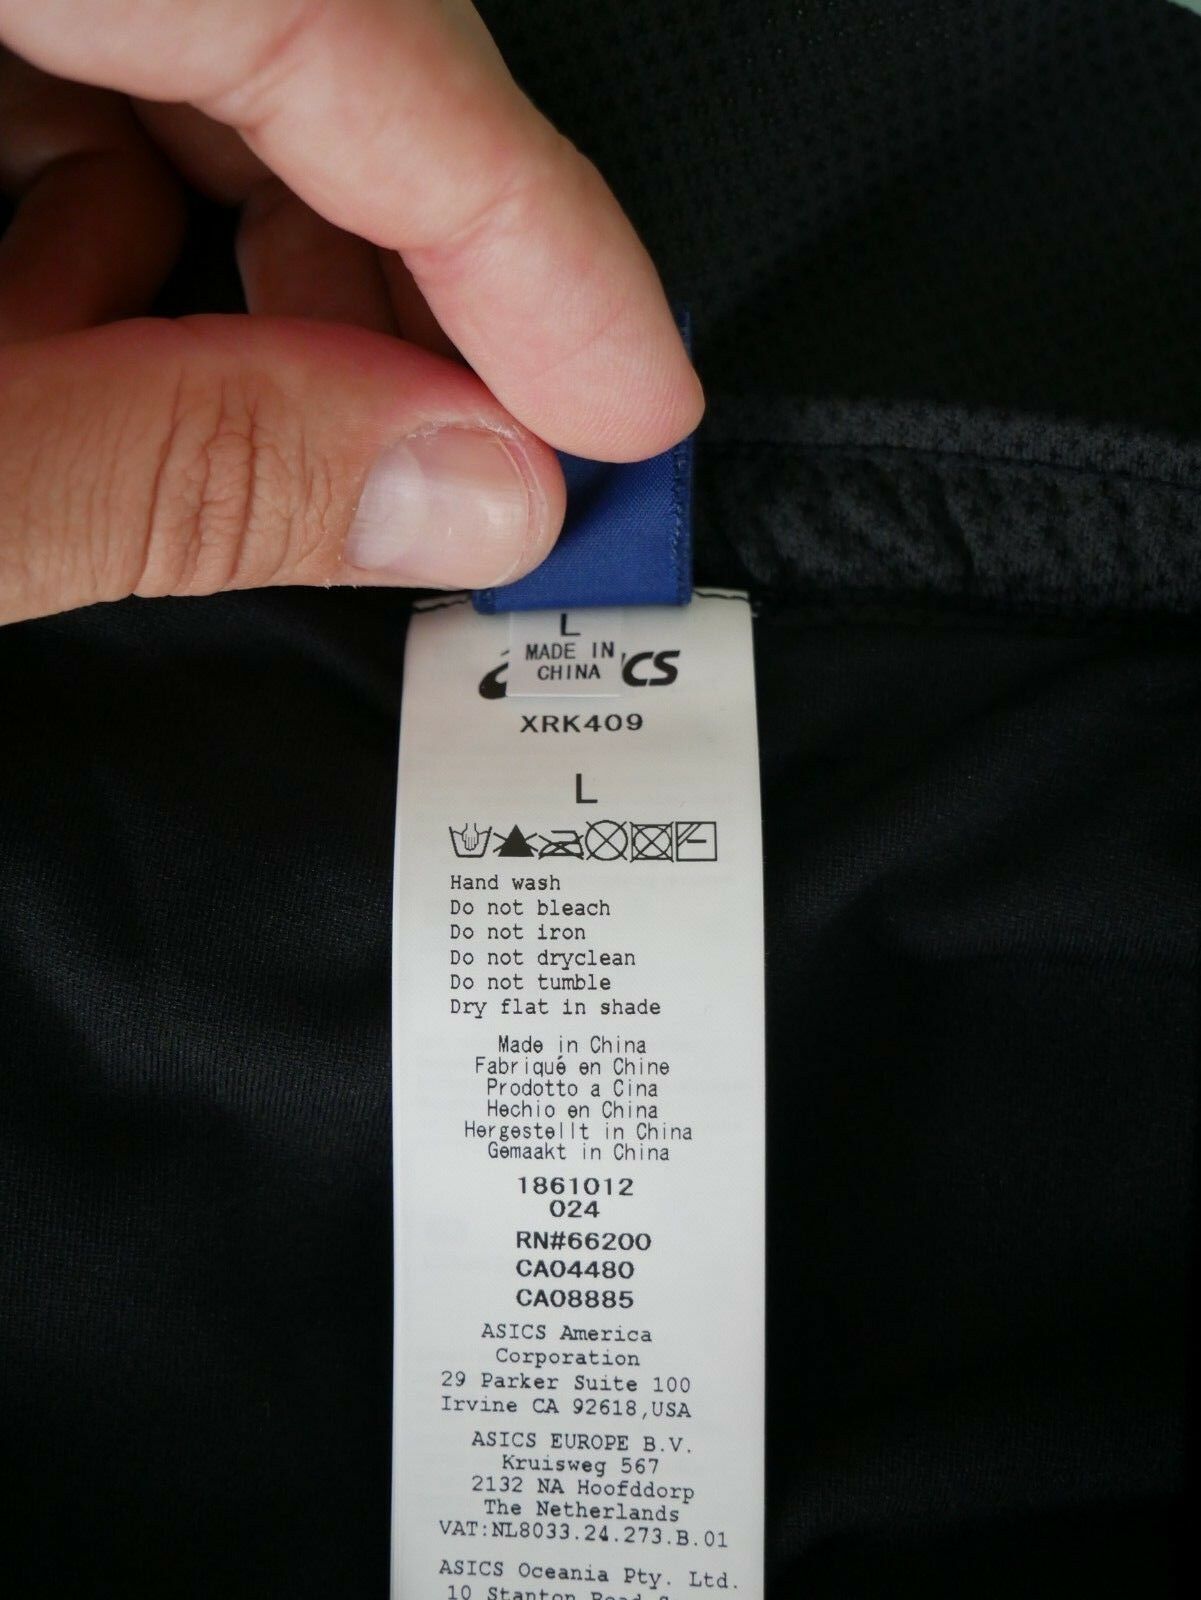 L
MADE IN
CHINA
XRK409
L
Hand wash
Do not bleach
Do not iron
Do not dryclean
Do not tumble
Dry flat in shade
Made in China
Fabriqué en Chine
Prodotto a Cina
Hechio en China
Hergestellt in China
Gemaakt in China
1861012
024
RN#66200
CA04480
CA08885
ASICS America
Corporation
29 Parker Suite 100
Irvine CA 92618,USA
ASICS EUROPE B.V.
Kruisweg 567
2132 NA Hoofddorp
The Netherlands
VAT:NL8033.24.273.B.01
ASICS Oceania Pty. Ltd.
10 Stanton Road